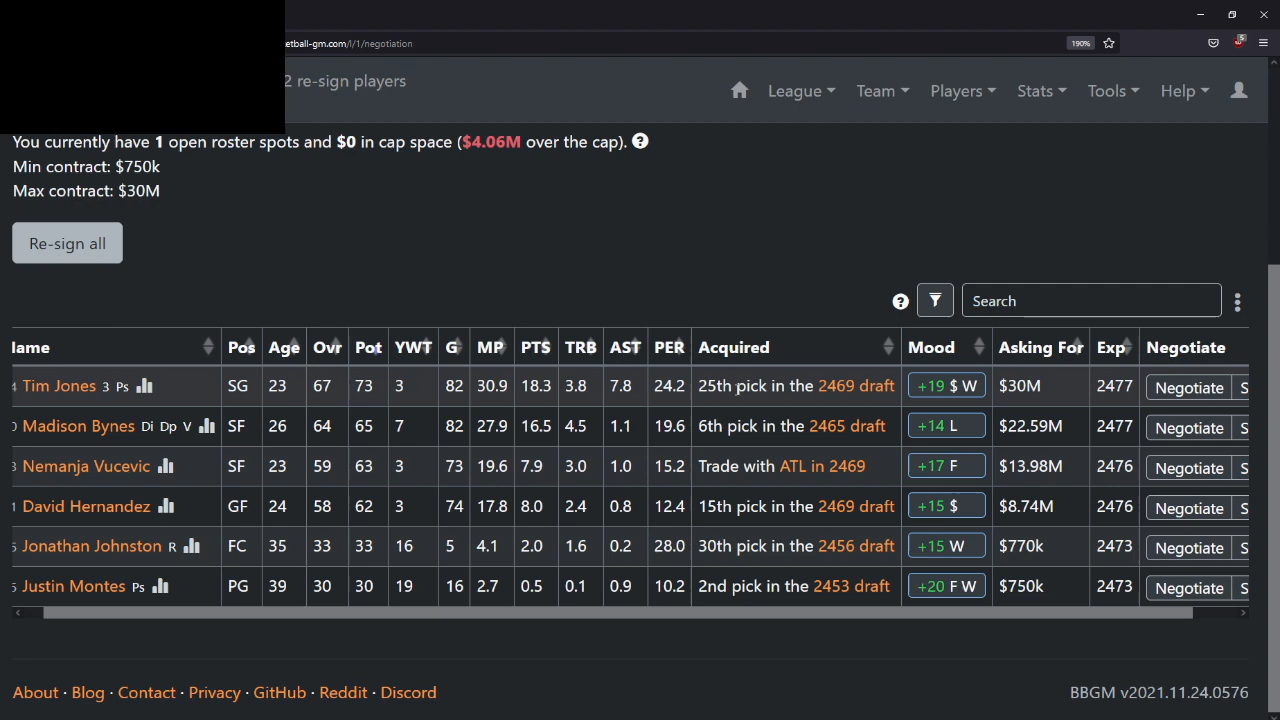 etball-gm.com/l/1/negotiation 190% 5
2 re-sign players League Team Players Stats Tools Help
You currently have 1 open roster spots and $0 in cap space ($4.06M over the cap). ?
Min contract: $750k
Max contract: $30M
Re-sign all
? Search
lame Pos Age Ovr Pot YWT G MP PTS TRB AST PER Acquired Mood Asking For Exp Negotiate
4 Tim Jones 3 Ps SG 23 67 73 3 82 30.9 18.3 3.8 7.8 24.2 25th pick in the 2469 draft +19 $ W $30M 2477 Negotiate S
0 Madison Bynes Di Dp V SF 26 64 65 7 82 27.9 16.5 4.5 1.1 19.6 6th pick in the 2465 draft +14 L $22.59M 2477 Negotiate S
3 Nemanja Vucevic SF 23 59 63 3 73 19.6 7.9 3.0 1.0 15.2 Trade with ATL in 2469 +17 F $13.98M 2476 Negotiate S
1 David Hernandez GF 24 58 62 3 74 17.8 8.0 2.4 0.8 12.4 15th pick in the 2469 draft +15 $ $8.74M 2476 Negotiate S
5 Jonathan Johnston R FC 35 33 33 16 5 4.1 2.0 1.6 0.2 28.0 30th pick in the 2456 draft +15 W $770k 2473 Negotiate S
5 Justin Montes Ps PG 39 30 30 19 16 2.7 0.5 0.1 0.9 10.2 2nd pick in the 2453 draft +20 F W $750k 2473 Negotiate S
About · Blog · Contact · Privacy · GitHub · Reddit · Discord BBGM v2021.11.24.0576